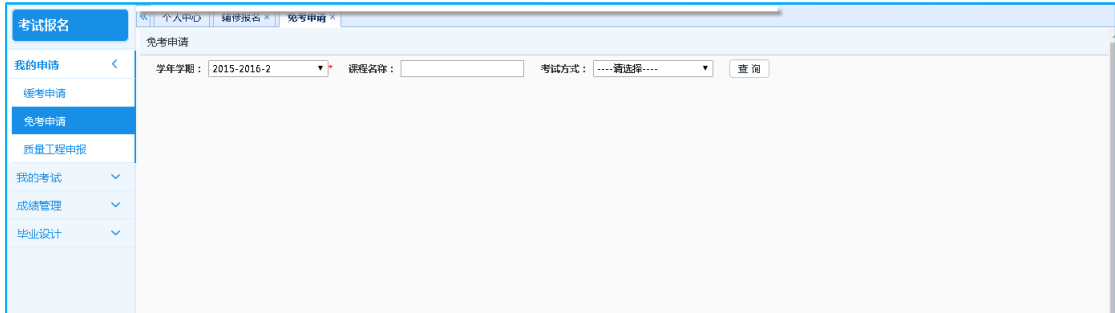 考试报名
我的申请
缓考申请
免考申请
质量工程申报
我的考试
成绩管理
毕业设计
« 个人中心 辅修报名 × 免考申请 ×
免考申请
学年学期： 2015-2016-2 * 课程名称： 考试方式： ----请选择---- 查 询